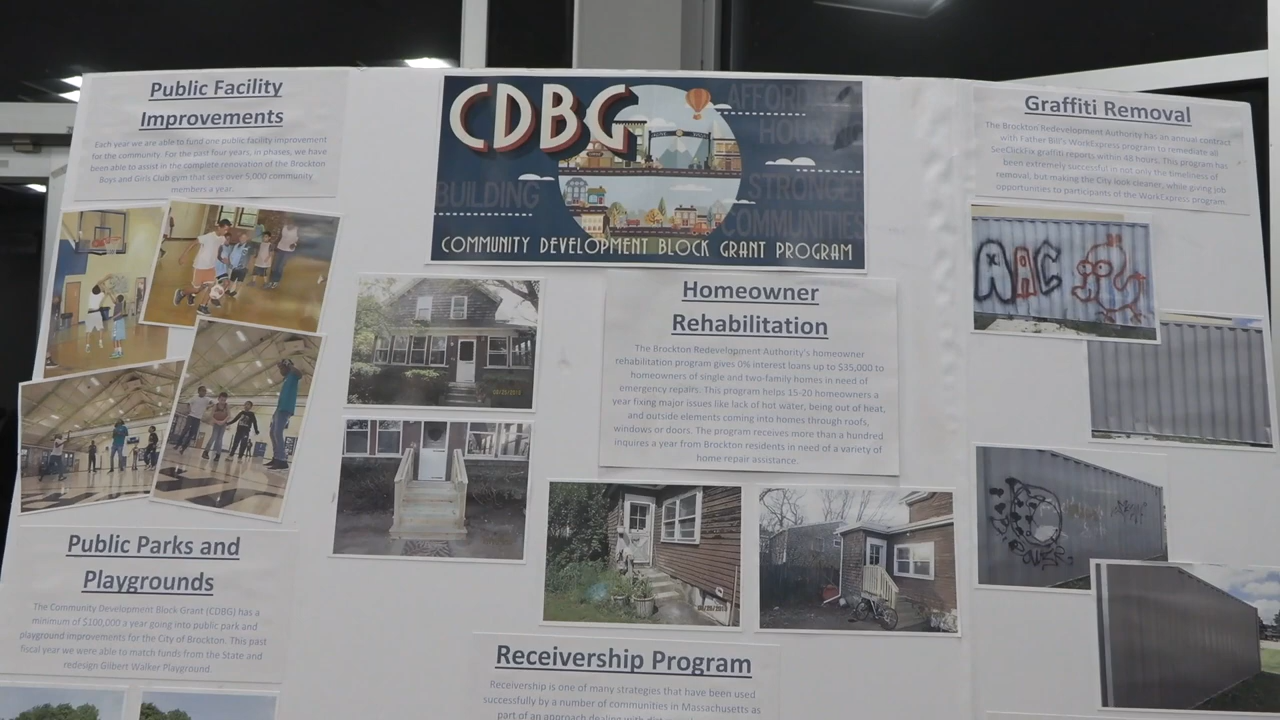 Public Facility
Improvements
Each year we are able to fund one public facility improvement
for the community. For the past four years, in phases, we have
been able to assist in the complete renovation of the Brockton
Boys and Girls Club gym that sees over 5,000 community
members a year.
CDBG
AFFORDABLE
HOUSING
BUILDING
STRONGER
COMMUNITIES
COMMUNITY DEVELOPMENT BLOCK GRANT PROGRAM
Graffiti Removal
The Brockton Redevelopment Authority has an annual contract
with Father Bill's WorkExpress program to remediate all
SeeClickFix graffiti reports within 48 hours. This program has
been extremely successful in not only the timeliness of
removal, but making the City look cleaner, while giving job
opportunities to participants of the WorkExpress program.
AAC
Homeowner
Rehabilitation
The Brockton Redevelopment Authority's homeowner
rehabilitation program gives 0% interest loans up to $35,000 to
homeowners of single and two-family homes in need of
emergency repairs. This program helps 15-20 homeowners a
year fixing major issues like lack of hot water, being out of heat,
and outside elements coming into homes through roofs,
windows or doors. The program receives more than a hundred
inquires a year from Brockton residents in need of a variety of
home repair assistance.
Public Parks and
Playgrounds
The Community Development Block Grant (CDBG) has a
minimum of $100,000 a year going into public park and
playground improvements for the City of Brockton. This past
fiscal year we were able to match funds from the State and
redesign Gilbert Walker Playground.
Receivership Program
Receivership is one of many strategies that have been used
successfully by a number of communities in Massachusetts as
part of an approach dealing with